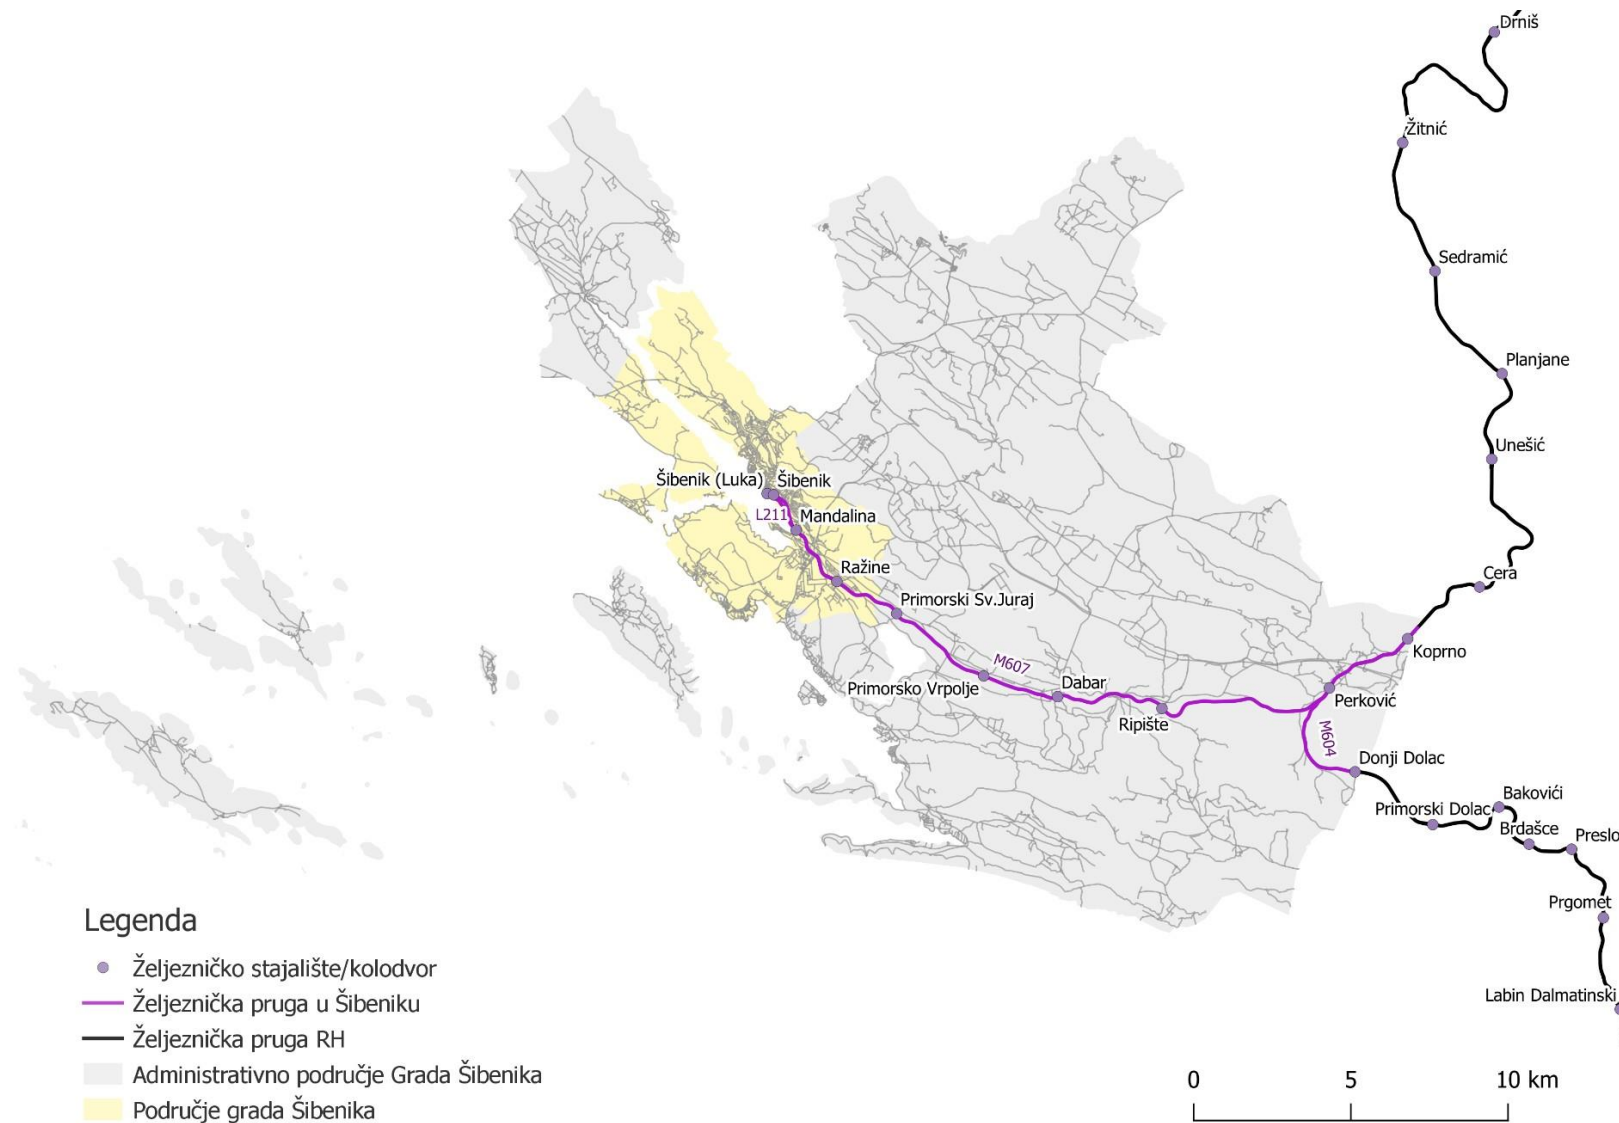 Drniš
Žitnić
Sedramić
Planjane
Unešić
Šibenik (Luka)
Šibenik
L211
Mandalina
Ražine
Cera
Primorski Sv.Juraj
Koprno
M607
Primorsko Vrpolje
Dabar
Perković
Ripište
M604
Donji Dolac
Bakovići
Primorski Dolac
Brdašce
Preslo
Prgomet
Labin Dalmatinski
Legenda
Željezničko stajalište/kolodvor
Željeznička pruga u Šibeniku
Željeznička pruga RH
Administrativno područje Grada Šibenika
Područje grada Šibenika
0 5 10 km